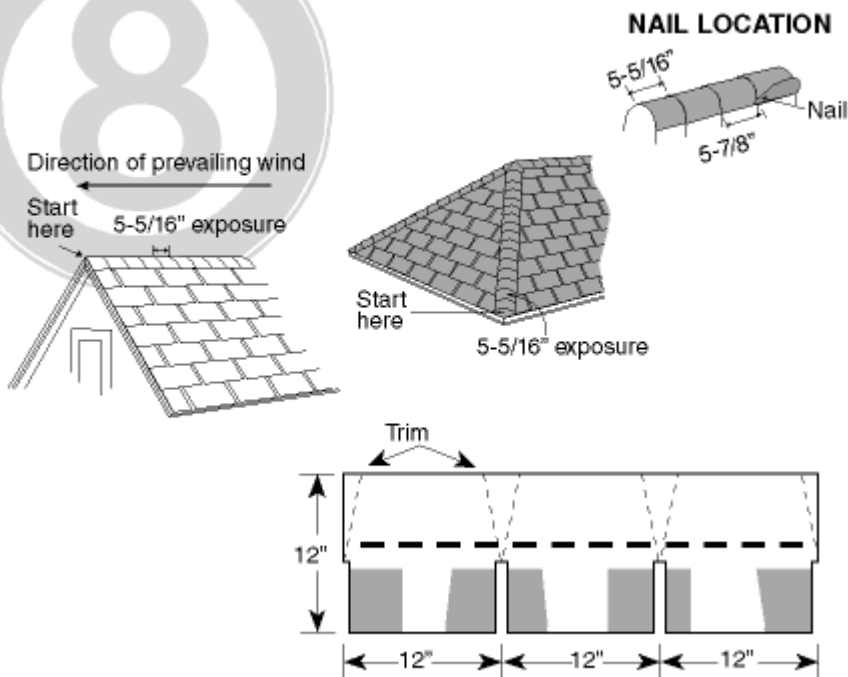 8
NAIL LOCATION
5-5/16"
Nail
5-7/8"
Direction of prevailing wind
Start
here
5-5/16" exposure
Start
here
5-5/16" exposure
Trim
12"
12"
12"
12"